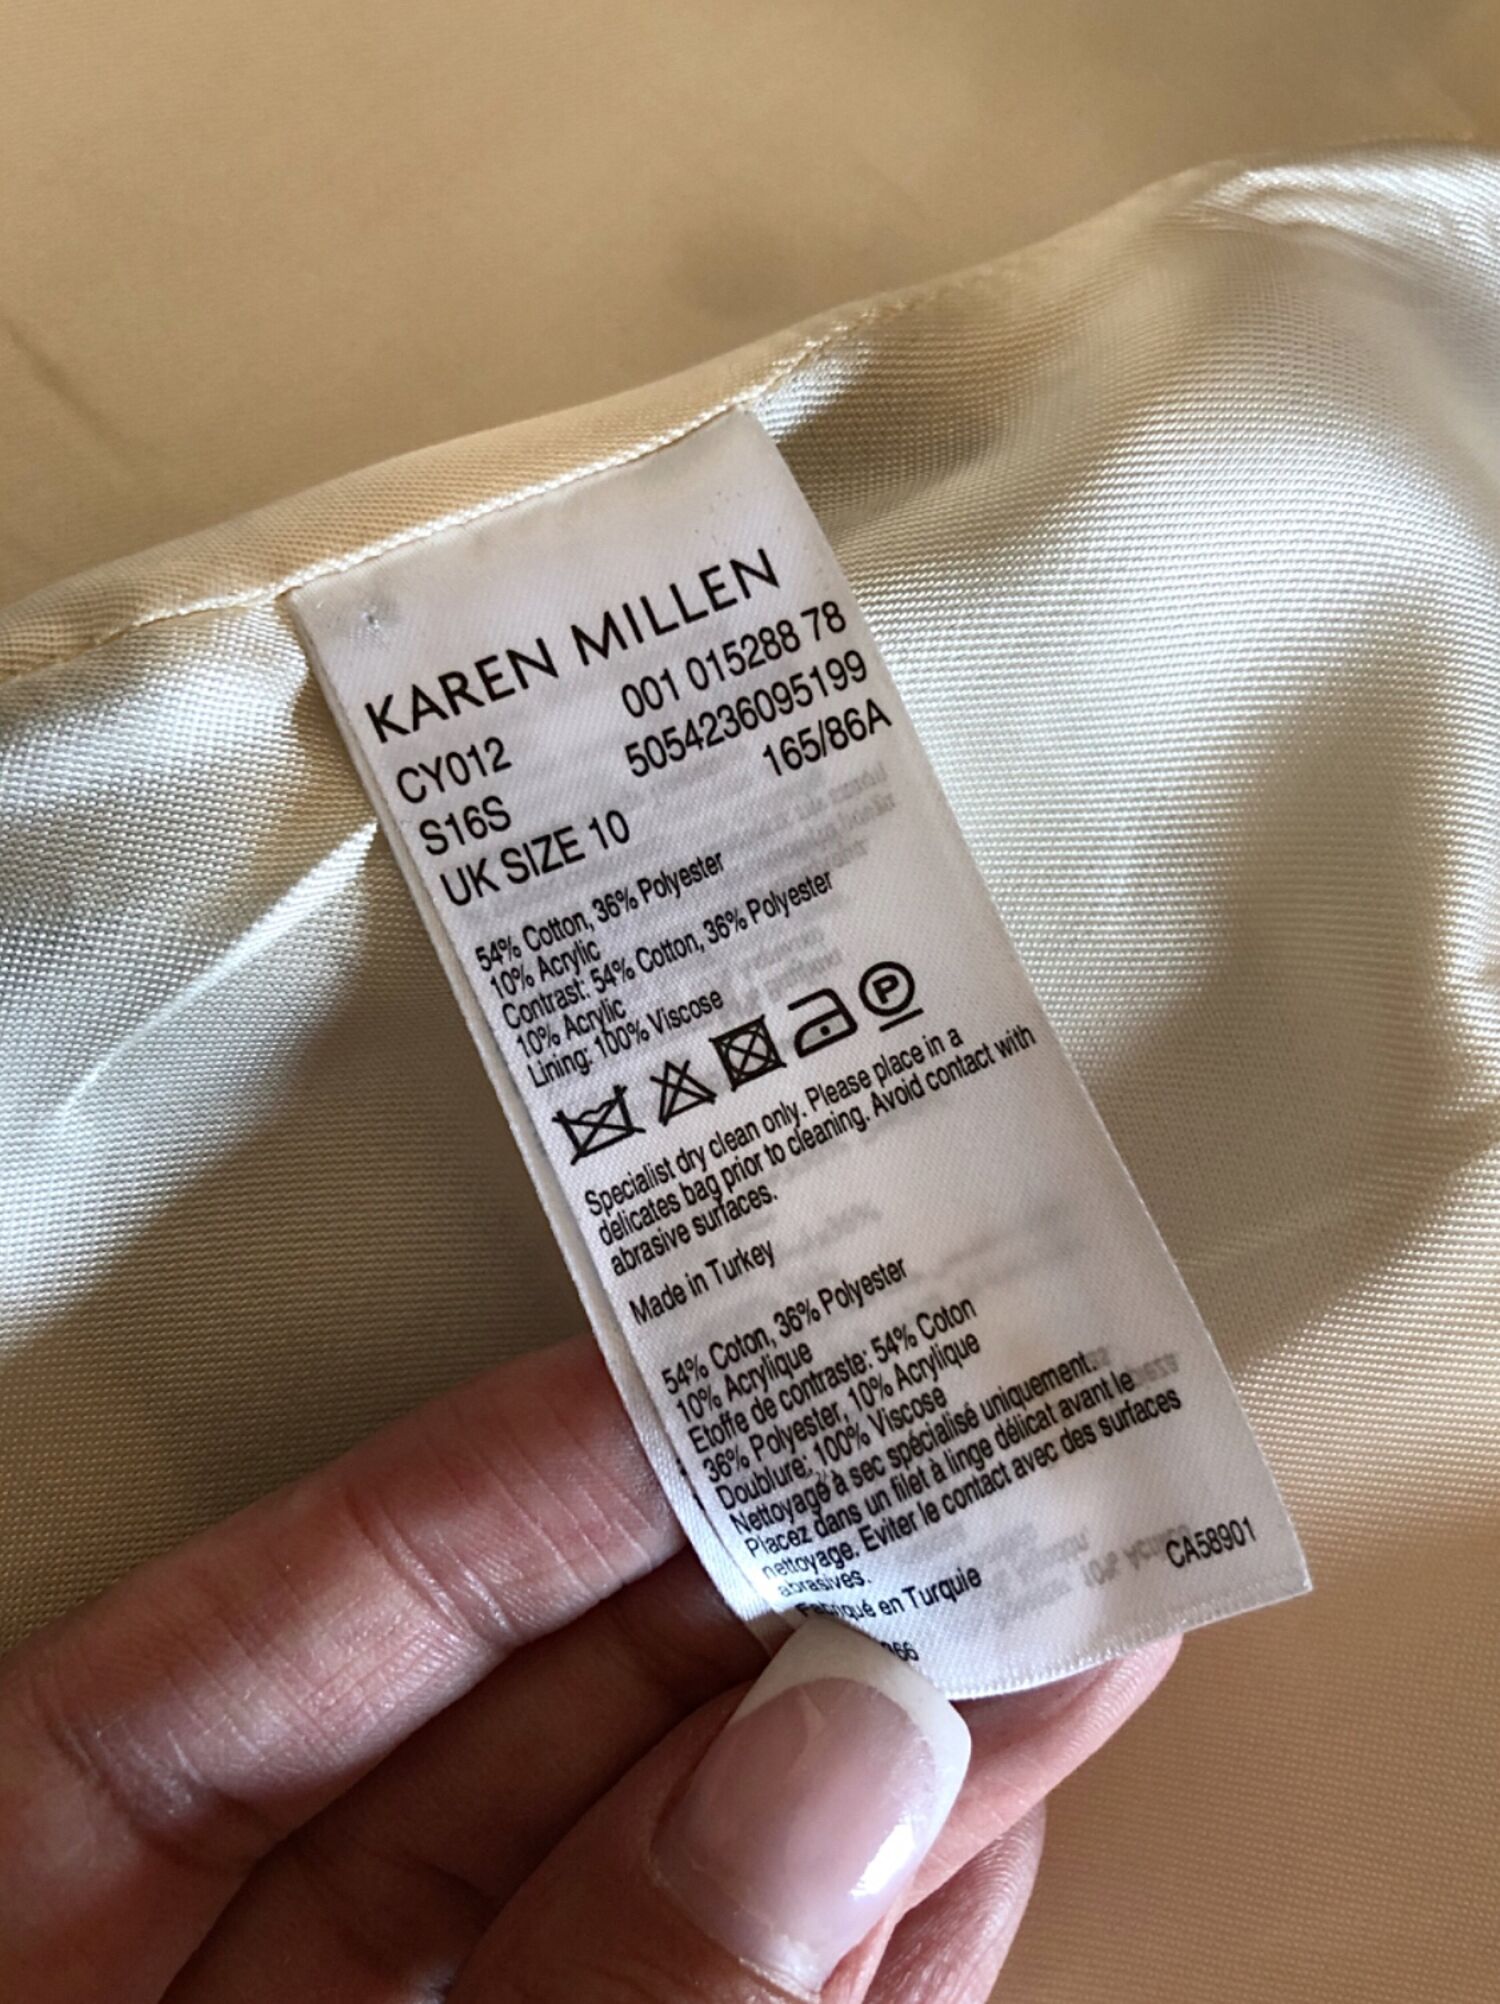 KAREN MILLEN
CY012 001 015288 78
S16S 5054236095199
UK SIZE 10 165/86A
54% Cotton, 36% Polyester
10% Acrylic
Contrast: 54% Cotton, 36% Polyester
10% Acrylic
Lining: 100% Viscose
P
Specialist dry clean only. Please place in a
delicates bag prior to cleaning. Avoid contact with
abrasive surfaces.
Made in Turkey
54% Coton, 36% Polyester
10% Acrylique
Etoffe de contraste: 54% Coton
36% Polyester, 10% Acrylique
Doublure: 100% Viscose
Nettoyage à sec spécialisé uniquement.
Placez dans un filet à linge délicat avant le
nettoyage. Eviter le contact avec des surfaces
abrasives.
Fabriqué en Turquie
CA58901